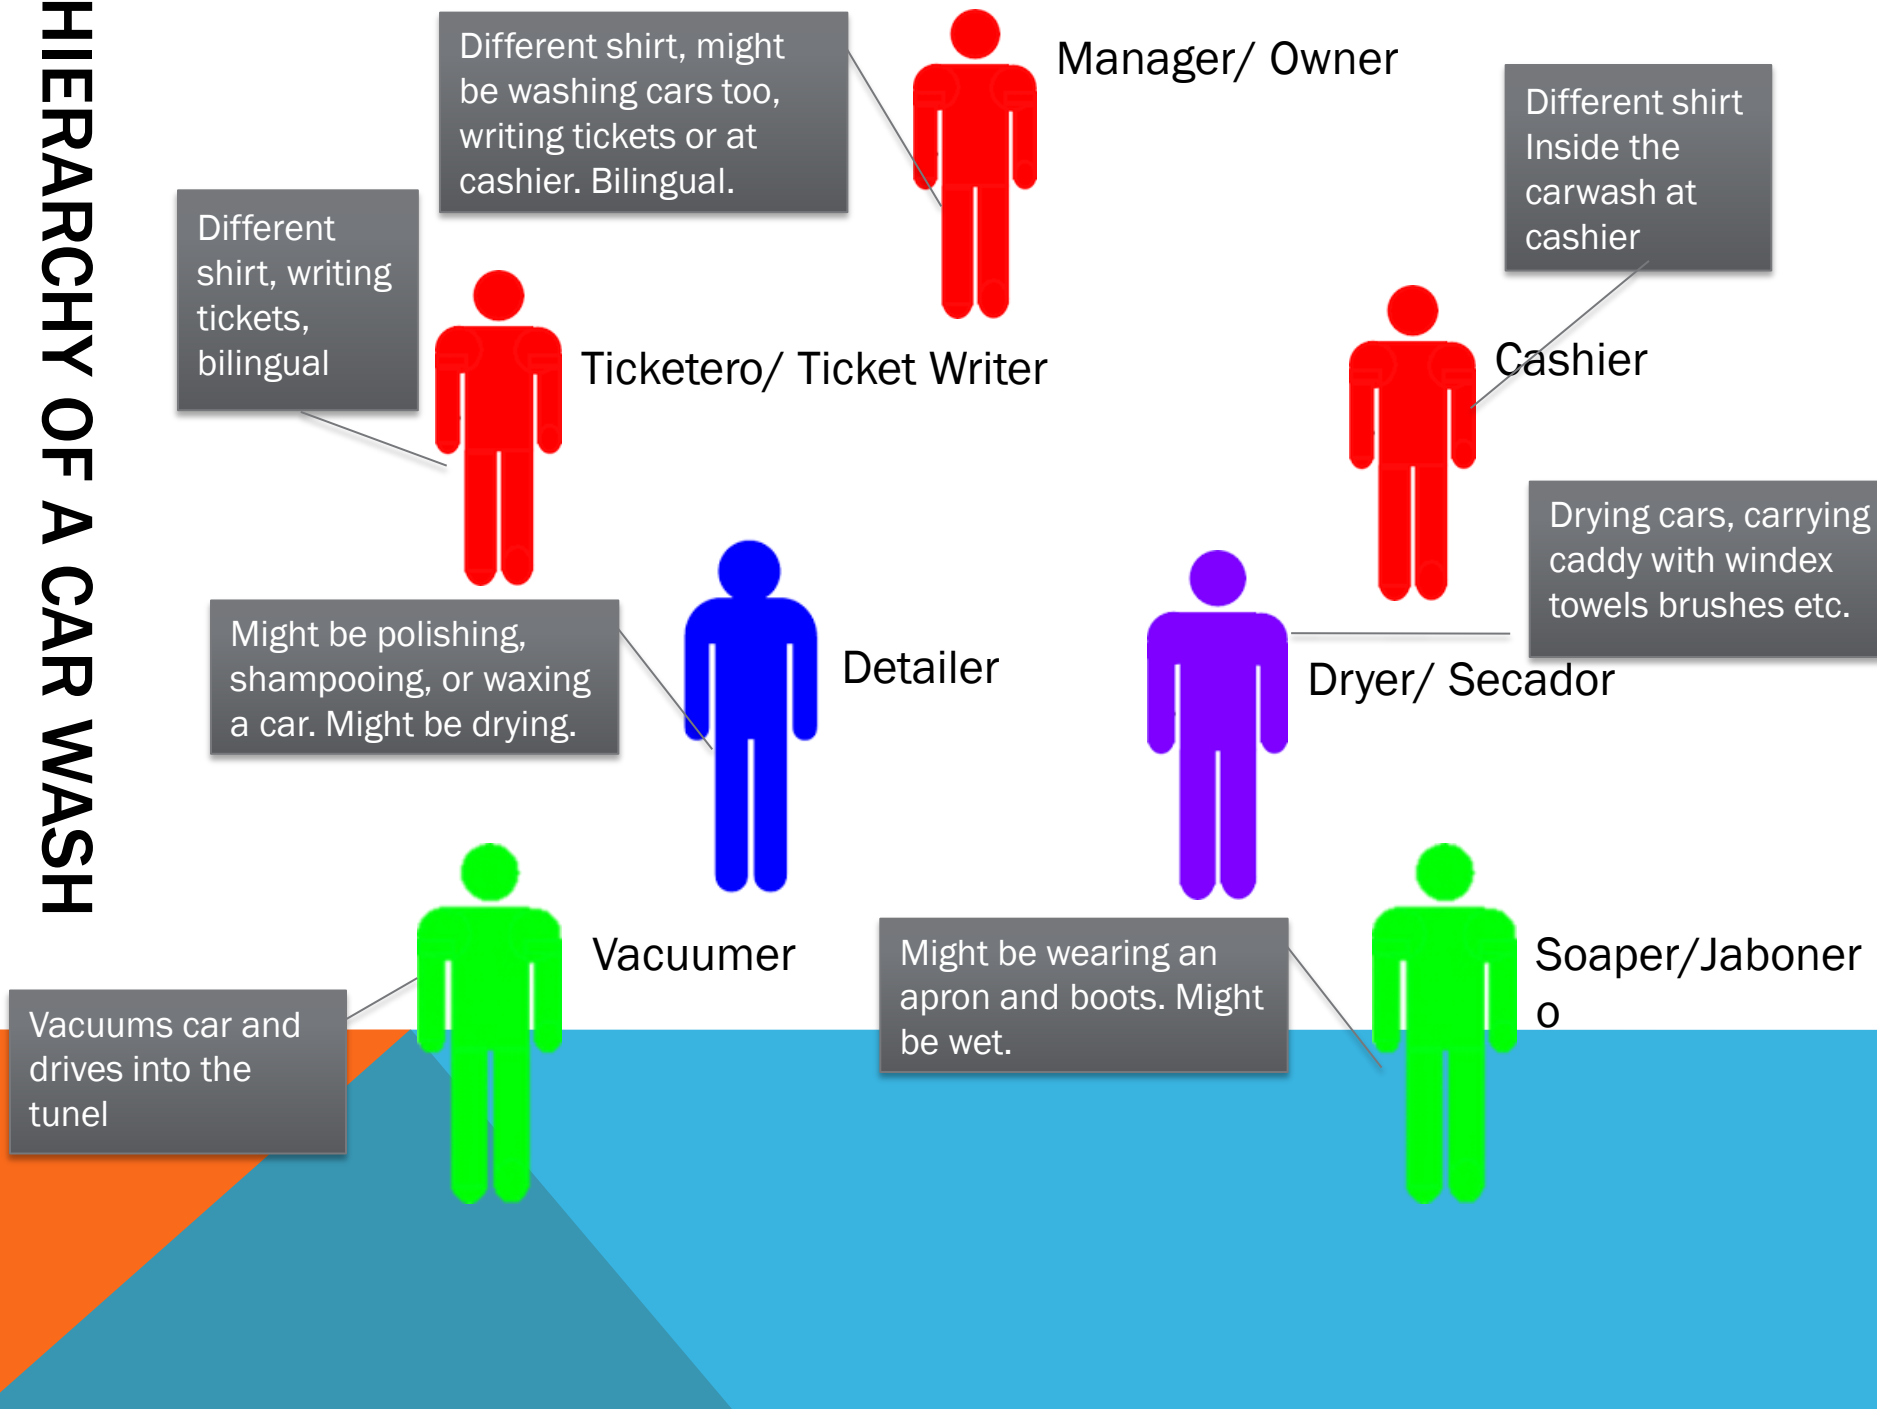 HIERARCHY OF A CAR WASH
Different shirt, might
be washing cars too,
writing tickets or at
cashier. Bilingual.
Manager/ Owner
Different shirt
Inside the
carwash at
cashier
Different
shirt, writing
tickets,
bilingual
Ticketero/ Ticket Writer
Cashier
Drying cars, carrying
caddy with windex
towels brushes etc.
Might be polishing,
shampooing, or waxing
a car. Might be drying.
Detailer
Dryer/ Secador
Vacuumer
Might be wearing an
apron and boots. Might
be wet.
Soaper/Jaboner
o
Vacuums car and
drives into the
tunel